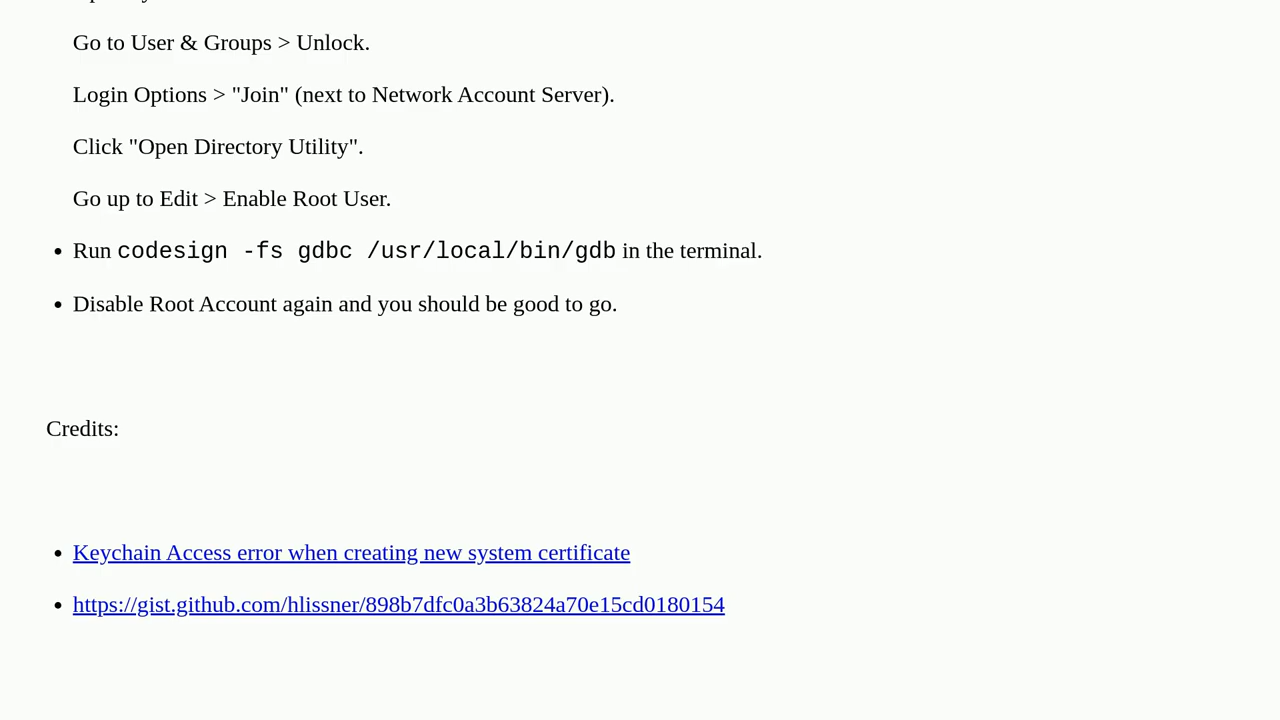 Go to User & Groups > Unlock.
Login Options > "Join" (next to Network Account Server).
Click "Open Directory Utility".
Go up to Edit > Enable Root User.
• Run codesign -fs gdbc /usr/local/bin/gdb in the terminal.
• Disable Root Account again and you should be good to go.
Credits:
• Keychain Access error when creating new system certificate
• https://gist.github.com/hlissner/898b7dfc0a3b63824a70e15cd0180154